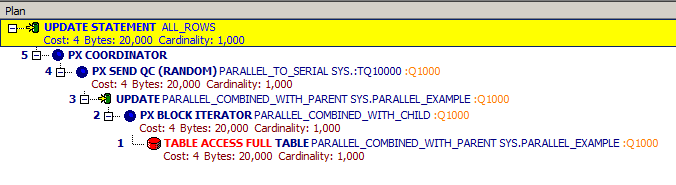 Plan
UPDATE STATEMENT ALL_ROWS
Cost: 4 Bytes: 20,000 Cardinality: 1,000
5 PX COORDINATOR
4 PX SEND QC (RANDOM) PARALLEL_TO_SERIAL SYS.:TQ10000 :Q1000
Cost: 4 Bytes: 20,000 Cardinality: 1,000
3 UPDATE PARALLEL_COMBINED_WITH_PARENT SYS.PARALLEL_EXAMPLE :Q1000
2 PX BLOCK ITERATOR PARALLEL_COMBINED_WITH_CHILD :Q1000
Cost: 4 Bytes: 20,000 Cardinality: 1,000
1 TABLE ACCESS FULL TABLE PARALLEL_COMBINED_WITH_PARENT SYS.PARALLEL_EXAMPLE :Q1000
Cost: 4 Bytes: 20,000 Cardinality: 1,000